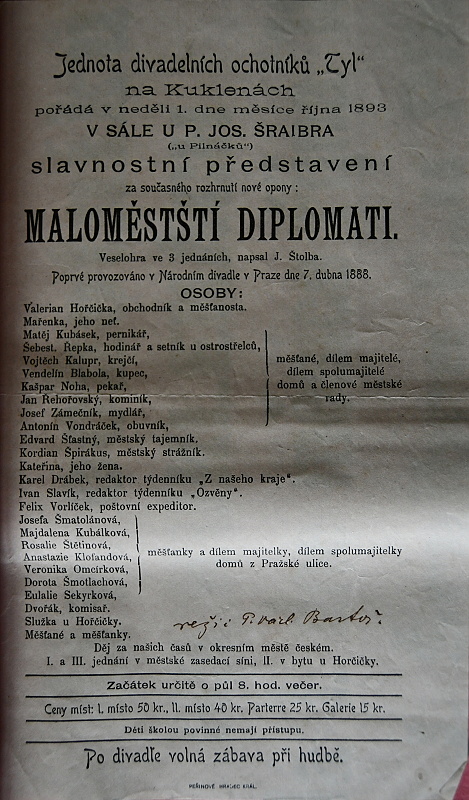 Jednota divadelních ochotníků „Tyl"
na Kuklenách
pořádá v neděli 1. dne měsíce října 1893
V SÁLE U P. JOS. ŠRAIBRA
(„u Pilnáčků")
slavnostní představení
za současného rozhrnutí nové opony:
MALOMĚSTŠTÍ DIPLOMATI.
Veselohra ve 3 jednáních, napsal J. Štolba.
Poprvé provozováno v Národním divadle v Praze dne 7. dubna 1888.
OSOBY:
Valerian Hořčička, obchodník a měšťanosta.
Mařenka, jeho neť.
Matěj Kubásek, pernikář,
Šebest. Řepka, hodinář a setník u ostrostřelců,
Vojtěch Kalupr, krejčí,
Vendelín Blabola, kupec,
Kašpar Noha, pekař,
Jan Řehořovský, kominík,
Josef Zámečník, mydlář,
Antonín Vondráček, obuvník,
měšťané, dílem majitelé,
dílem spolumajitelé
domů a členové městské
rady.
Edvard Šťastný, městský tajemník.
Kordian Špirákus, městský strážník.
Kateřina, jeho žena.
Karel Drábek, redaktor týdenníku „Z našeho kraje".
Ivan Slavík, redaktor týdenníku „Ozvěny".
Felix Vorlíček, poštovní expeditor.
Josefa Šmatolánová,
Majdalena Kubálková,
Rosalie Štětinová,
Anastazie Klofandová,
Veronika Omcirková,
Dorota Šmotlachová,
Eulalie Sekyrková,
měšťanky a dílem majitelky, dílem spolumajitelky
domů z Pražské ulice.
Dvořák, komisař.
Služka u Hořčičky.
Měšťané a měšťanky.
režie Bartoš.
Děj za našich časů v okresním městě českém.
I. a III. jednání v městské zasedací síni, II. v bytu u Hořčičky.
Začátek určitě o půl 8. hod. večer.
Ceny míst: I. místo 50 kr., II. místo 40 kr. Parterre 25 kr. Galerie 15 kr.
Děti školou povinné nemají přístupu.
Po divadle volná zábava při hudbě.
PEŘINOVÉ HRADEC KRÁL.